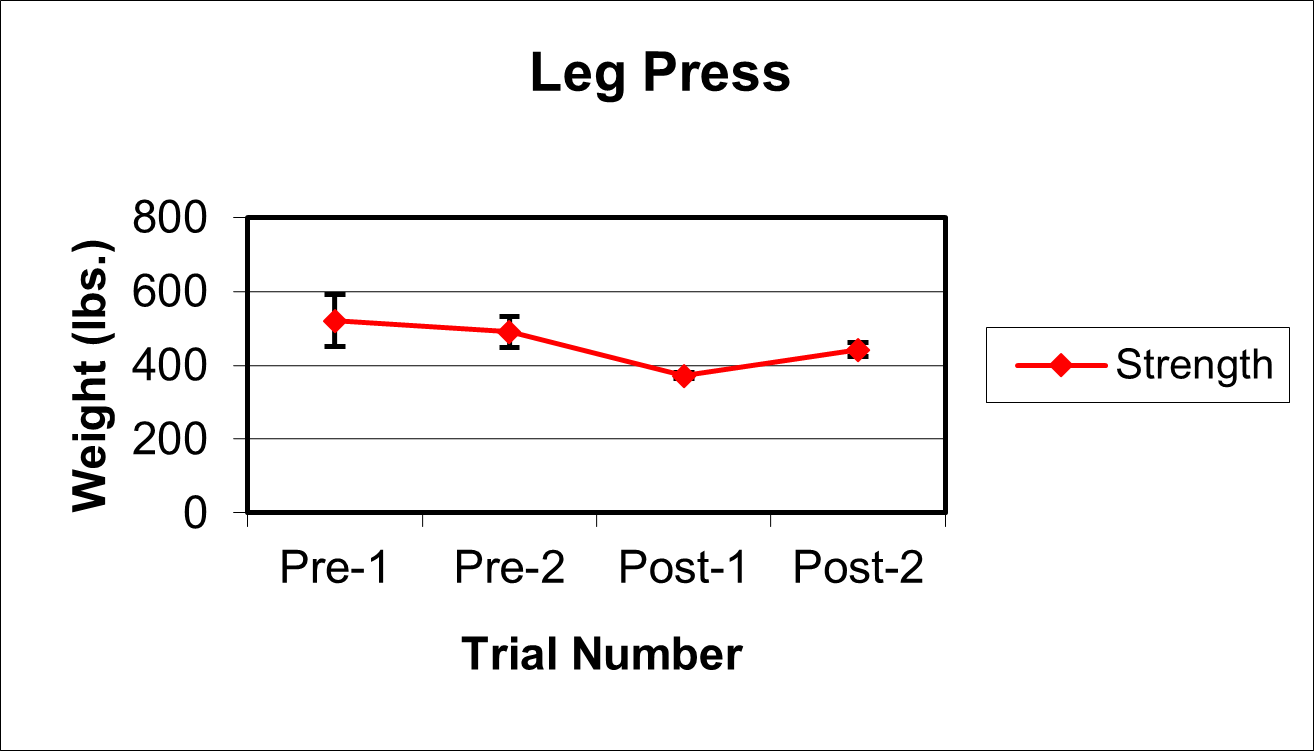 Leg Press
Weight (lbs.)
800
600
400
200
0
Pre-1 Pre-2 Post-1 Post-2
Trial Number
Strength